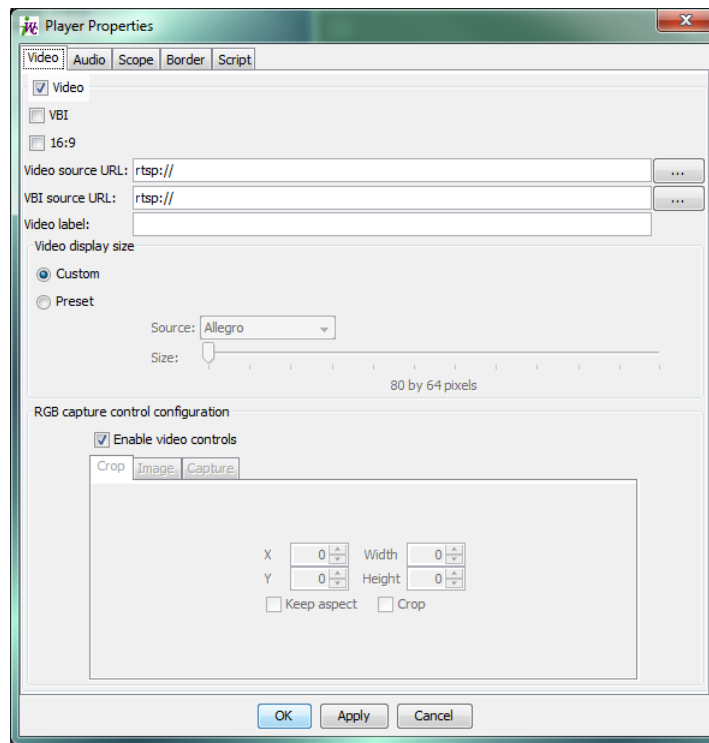 Player Properties
Video Audio Scope Border Script
Video
VBI
16:9
Video source URL: rtsp:// ...
VBI source URL: rtsp:// ...
Video label:
Video display size
Custom
Preset
Source: Allegro
Size:
80 by 64 pixels
RGB capture control configuration
Enable video controls
Crop Image Capture
X 0 Width 0
Y 0 Height 0
Keep aspect Crop
OK Apply Cancel